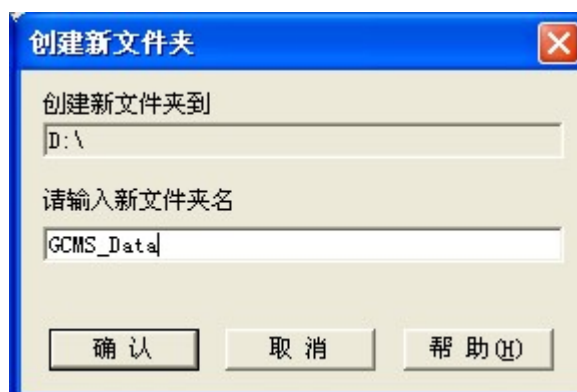 创建新文件夹
创建新文件夹到
D:\
请输入新文件夹名
GCMS_Data
确 认 取 消 帮 助(H)